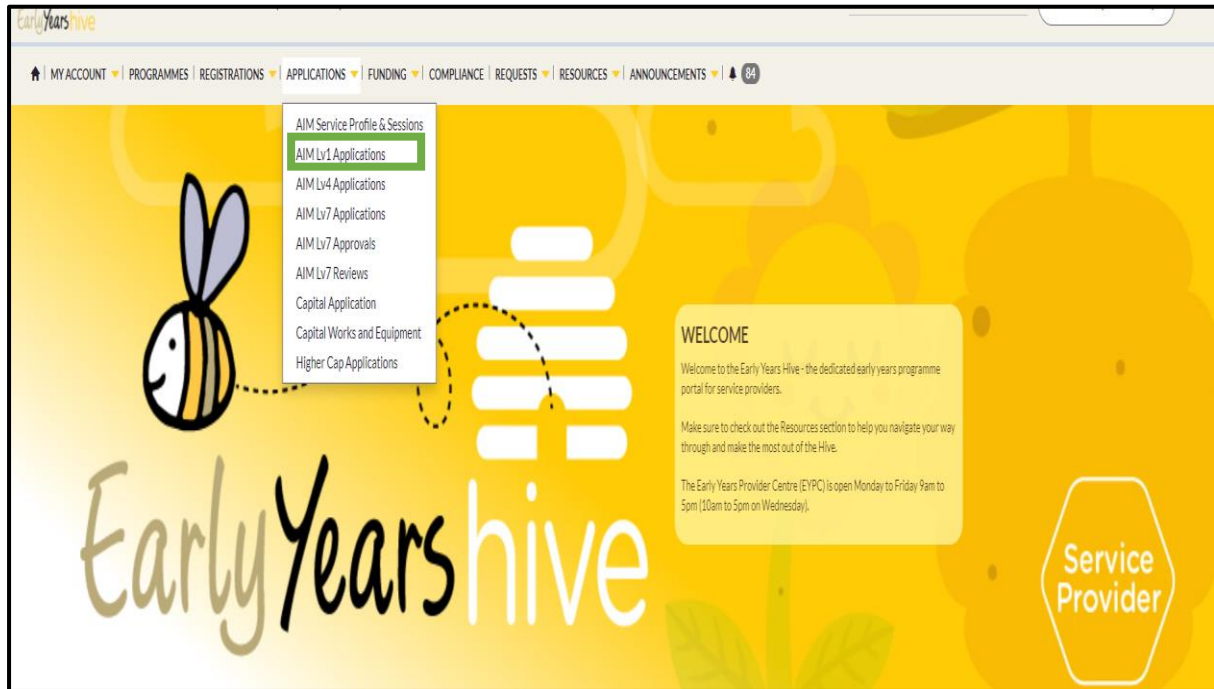 EarlyYearshive
MY ACCOUNT | PROGRAMMES | REGISTRATIONS | APPLICATIONS | FUNDING | COMPLIANCE | REQUESTS | RESOURCES | ANNOUNCEMENTS | 84
AIM Service Profile & Sessions
AIM Lv1 Applications
AIM Lv4 Applications
AIM Lv7 Applications
AIM Lv7 Approvals
AIM Lv7 Reviews
Capital Application
Capital Works and Equipment
Higher Cap Applications
WELCOME
Welcome to the Early Years Hive - the dedicated early years programme
portal for service providers.
Make sure to check out the Resources section to help you navigate your way
through and make the most out of the Hive.
The Early Years Provider Centre (EYPC) is open Monday to Friday 9am to
5pm (10am to 5pm on Wednesday).
EarlyYearshive
Service
Provider